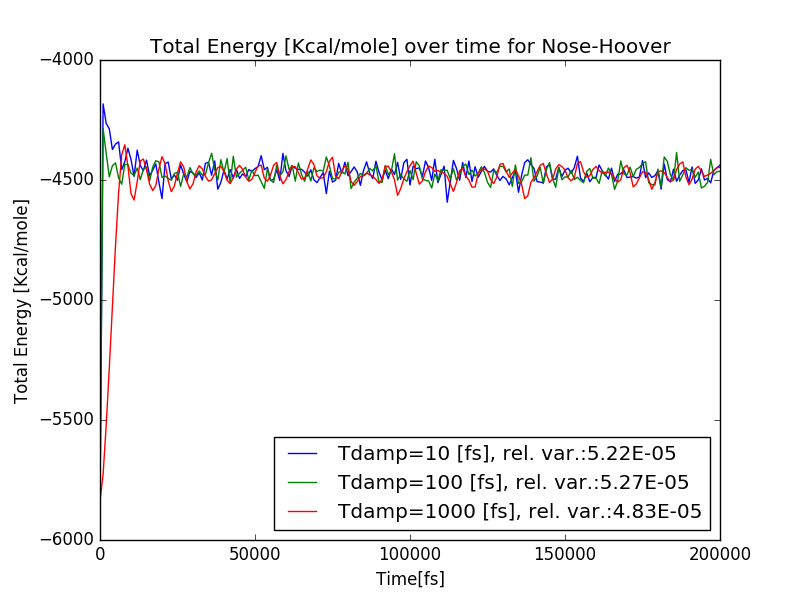 Total Energy [Kcal/mole] over time for Nose-Hoover
Total Energy [Kcal/mole]
−4000
−4500
−5000
−5500
−6000
Tdamp=10 [fs], rel. var.:5.22E-05
Tdamp=100 [fs], rel. var.:5.27E-05
Tdamp=1000 [fs], rel. var.:4.83E-05
0
50000
100000
150000
200000
Time[fs]